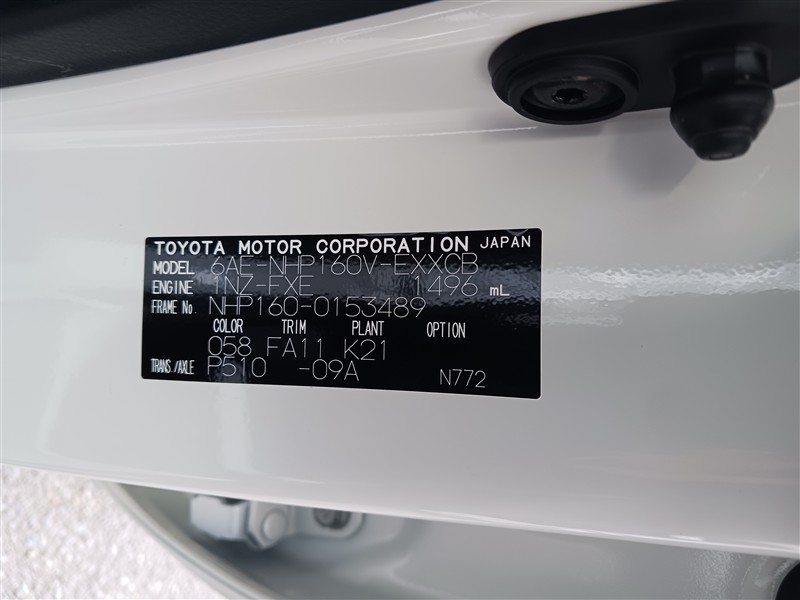 TOYOTA MOTOR CORPORATION JAPAN
MODEL 6AE-NHP160V-EXXCB
ENGINE 1NZ-FXE 1496 mL
FRAME No. NHP160-0153489
COLOR TRIM PLANT OPTION
058 FA11 K21
TRANS./AXLE P510 -09A N772